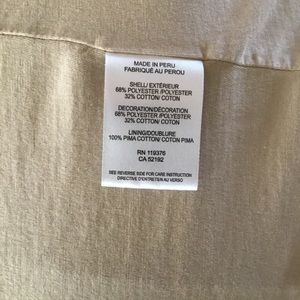 MADE IN PERU
FABRIQUÉ AU PEROU
SHELL/ EXTÉRIEUR
68% POLYESTER /POLYESTER
32% COTTON/ COTON
DECORATION/DÉCORATION
68% POLYESTER /POLYESTER
32% COTTON/ COTON
LINING/DOUBLURE
100% PIMA COTTON/ COTON PIMA
RN 119376
CA 52192
SEE REVERSE SIDE FOR CARE INSTRUCTION
DIRECTIVE D'ENTRETIEN AU VERSO